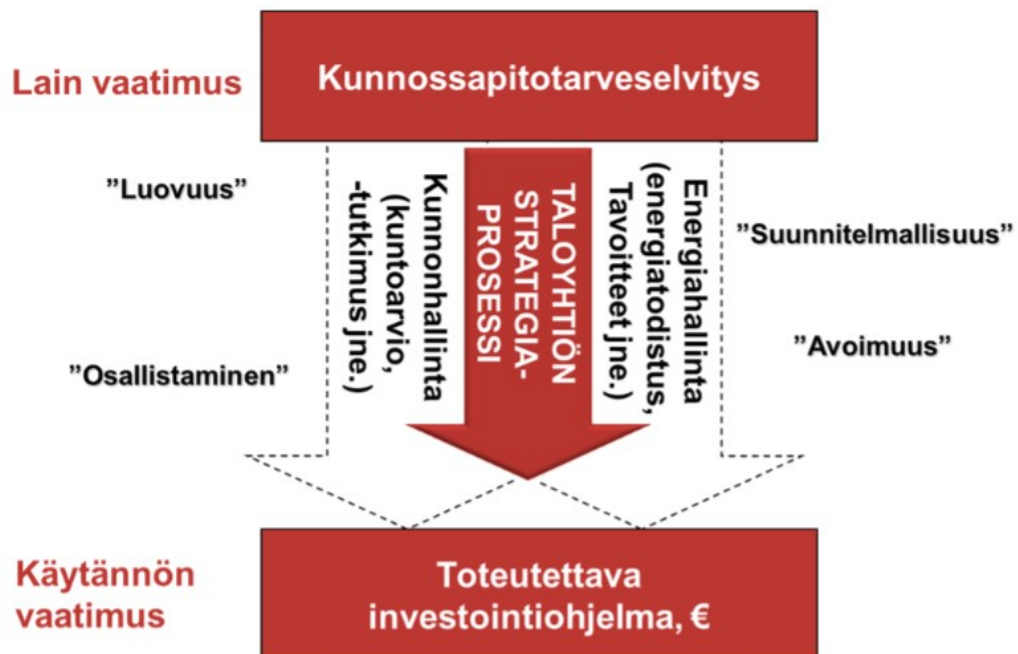 Lain vaatimus
Kunnossapitotarveselvitys
”Luovuus”
”Osallistaminen”
Kunnonhallinta
(kuntoarvio,
-tutkimus jne.)
TALOYHTIÖN
STRATEGIA-
PROSESSI
Energiahallinta
(energiatodistus,
Tavoitteet jne.)
”Suunnitelmallisuus”
”Avoimuus”
Käytännön
vaatimus
Toteutettava
investointiohjelma, €